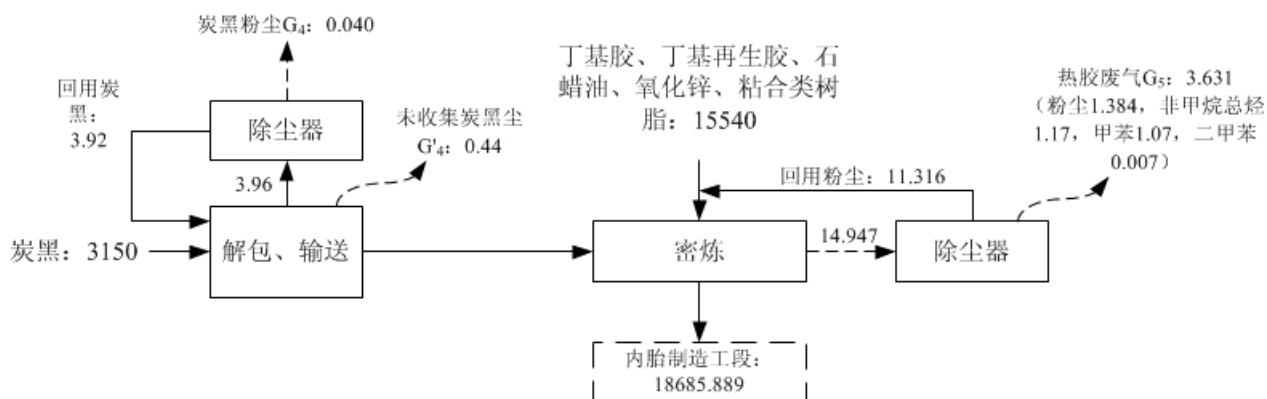 炭黑粉尘G₄：0.040
回用炭
黑：
3.92
除尘器
未收集炭黑尘
G'₄：0.44
3.96
炭黑：3150
解包、输送
丁基胶、丁基再生胶、石
蜡油、氧化锌、粘合类树
脂：15540
回用粉尘：11.316
密炼
14.947
除尘器
热胶废气G₅：3.631
（粉尘1.384，非甲烷总烃
1.17，甲苯1.07，二甲苯
0.007）
内胎制造工段：
18685.889